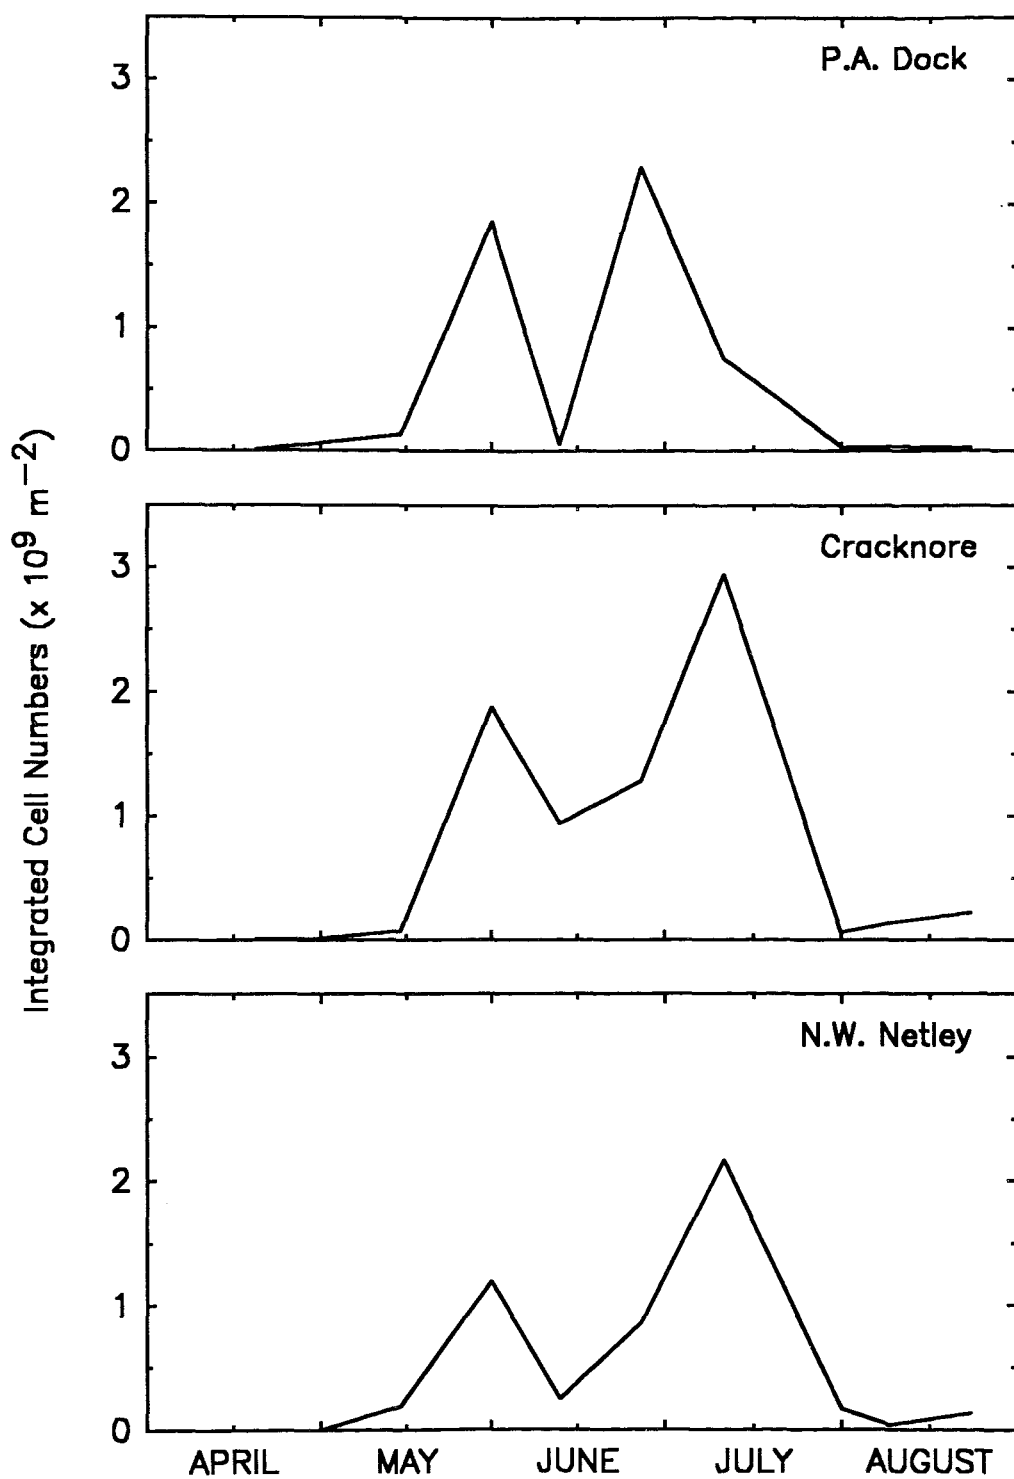 P.A. Dock
3
2
1
0
Integrated Cell Numbers (x 10⁹ m⁻²)
Cracknore
3
2
1
0
N.W. Netley
3
2
1
0
APRIL MAY JUNE JULY AUGUST